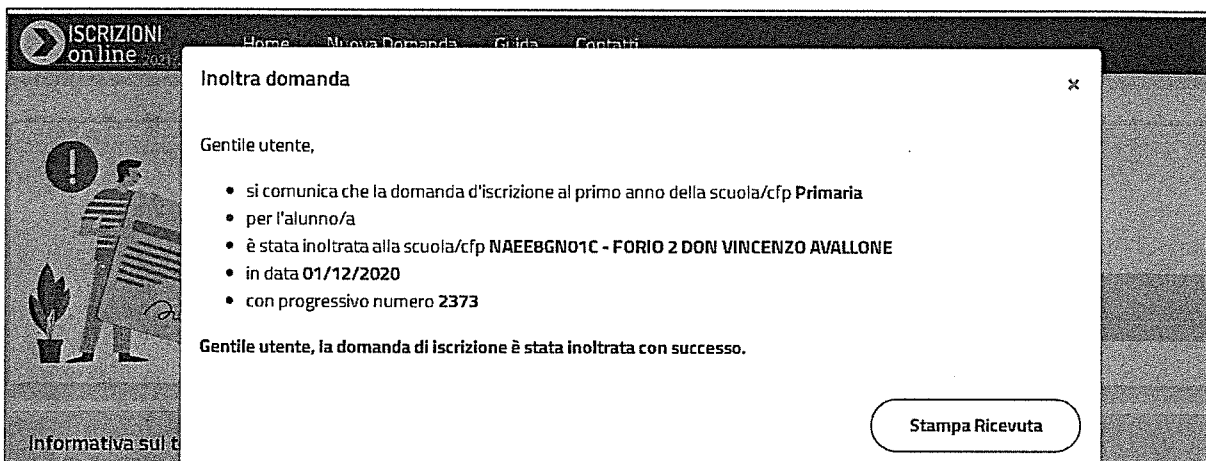 ISCRIZIONI
online
Home Nuova Domanda Guida Contatti
Inoltra domanda
×
Gentile utente,
• si comunica che la domanda d'iscrizione al primo anno della scuola/cfp Primaria
• per l'alunno/a
• è stata inoltrata alla scuola/cfp NAEE8GN01C - FORIO 2 DON VINCENZO AVALLONE
• in data 01/12/2020
• con progressivo numero 2373
Gentile utente, la domanda di iscrizione è stata inoltrata con successo.
Stampa Ricevuta
Informativa sul